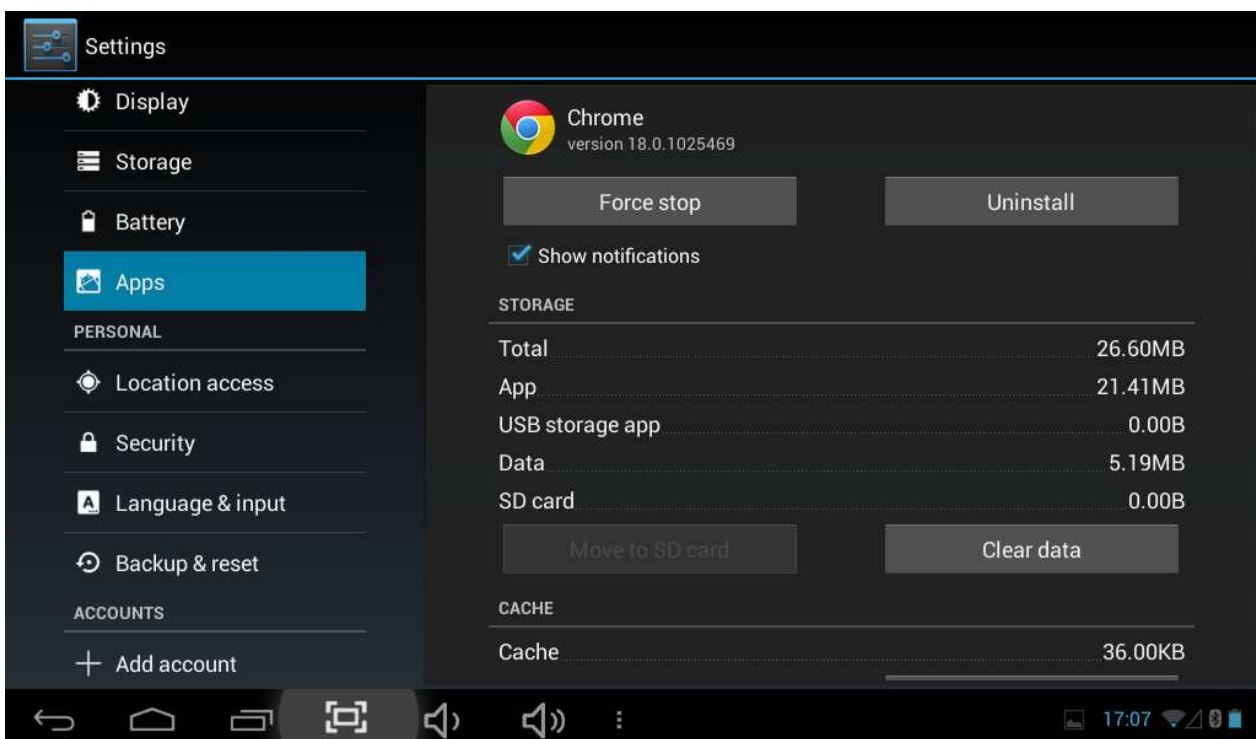 Settings
Display
Storage
Battery
Apps
PERSONAL
Location access
Security
Language & input
Backup & reset
ACCOUNTS
Add account
Chrome
version 18.0.1025469
Force stop
Uninstall
Show notifications
STORAGE
Total 26.60MB
App 21.41MB
USB storage app 0.00B
Data 5.19MB
SD card 0.00B
Move to SD card
Clear data
CACHE
Cache 36.00KB
17:07